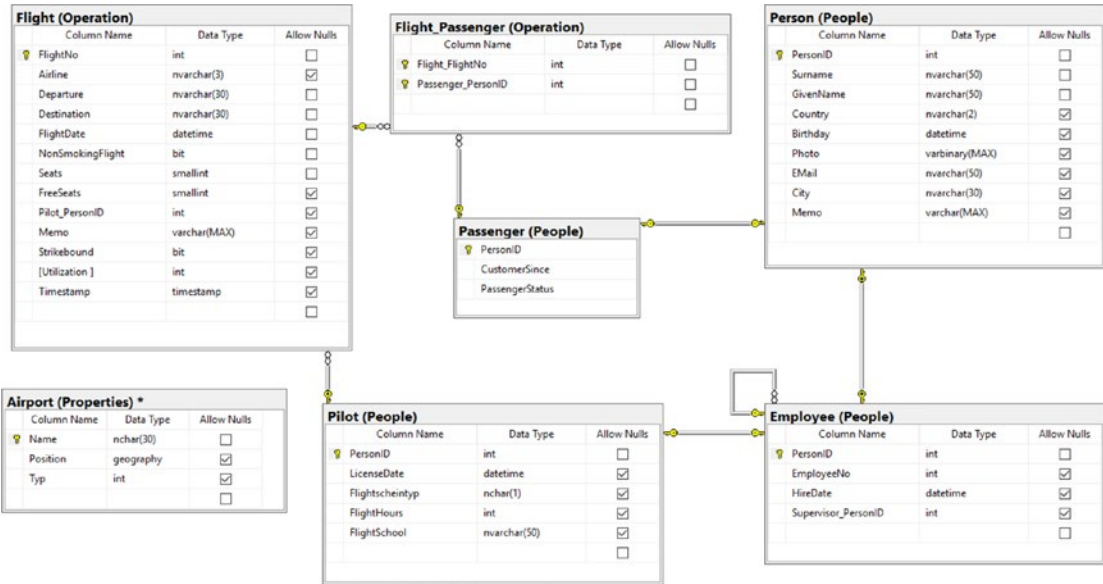 Flight (Operation)
Column Name Data Type Allow Nulls
FlightNo int
Airline nvarchar(3)
Departure nvarchar(30)
Destination nvarchar(30)
FlightDate datetime
NonSmokingFlight bit
Seats smallint
FreeSeats smallint
Pilot_PersonID int
Memo varchar(MAX)
Strikebound bit
[Utilization ] int
Timestamp timestamp
Flight_Passenger (Operation)
Column Name Data Type Allow Nulls
Flight_FlightNo int
Passenger_PersonID int
Person (People)
Column Name Data Type Allow Nulls
PersonID int
Surname nvarchar(50)
GivenName nvarchar(50)
Country nvarchar(2)
Birthday datetime
Photo varbinary(MAX)
EMail nvarchar(50)
City nvarchar(30)
Memo varchar(MAX)
Passenger (People)
PersonID
CustomerSince
PassengerStatus
Airport (Properties) *
Column Name Data Type Allow Nulls
Name nchar(30)
Position geography
Typ int
Pilot (People)
Column Name Data Type Allow Nulls
PersonID int
LicenseDate datetime
Flightscheintyp nchar(1)
FlightHours int
FlightSchool nvarchar(50)
Employee (People)
Column Name Data Type Allow Nulls
PersonID int
EmployeeNo int
HireDate datetime
Supervisor_PersonID int